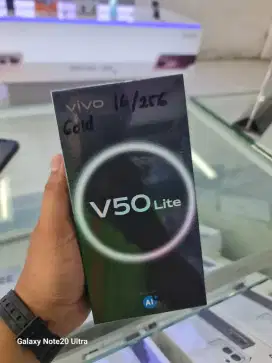 vivo 16/256
Gold
V50 Lite
AI
Galaxy Note20 Ultra